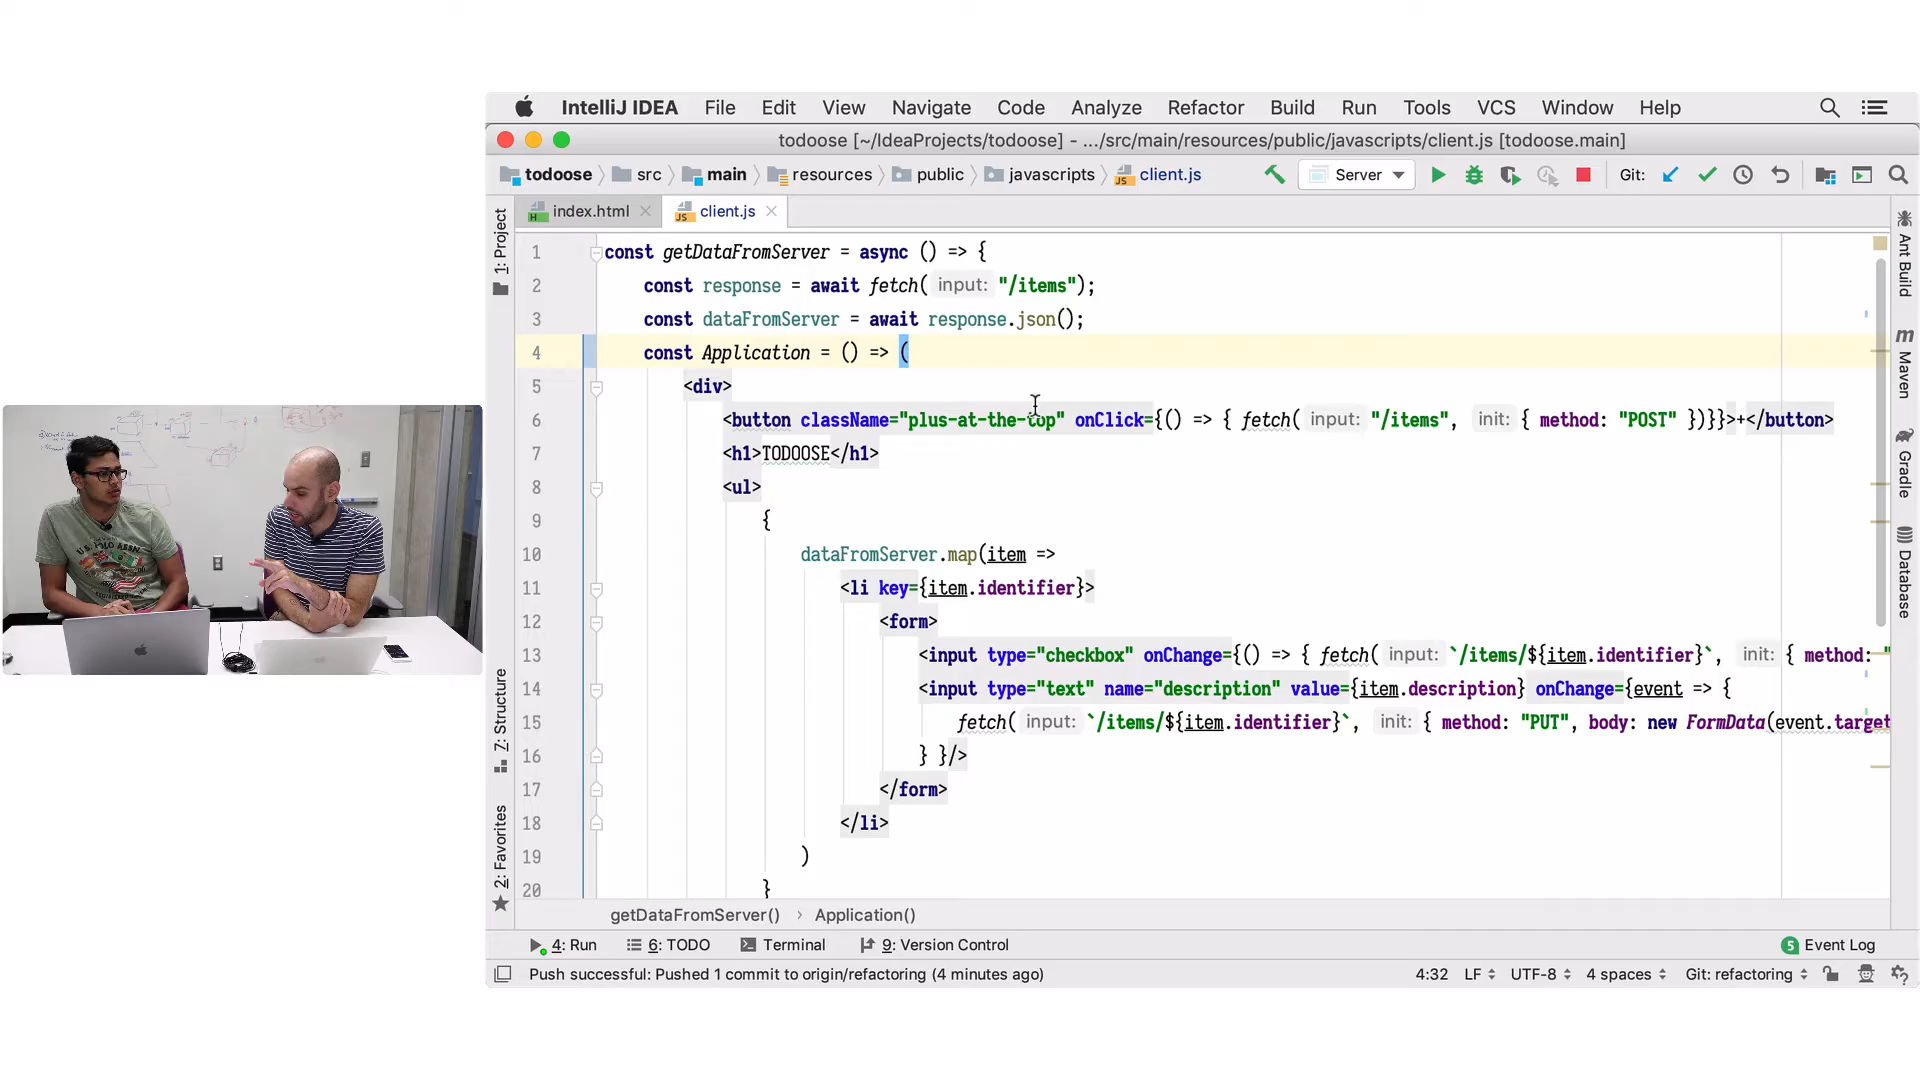 IntelliJ IDEA File Edit View Navigate Code Analyze Refactor Build Run Tools VCS Window Help
todoose [~/IdeaProjects/todoose] - .../src/main/resources/public/javascripts/client.js [todoose.main]
todoose src main resources public javascripts client.js Server Git:
index.html client.js
1: Project
7: Structure
2: Favorites
1 const getDataFromServer = async () => {
2 const response = await fetch( input: "/items");
3 const dataFromServer = await response.json();
4 const Application = () => (
5 <div>
6 <button className="plus-at-the-top" onClick={() => { fetch( input: "/items", init: { method: "POST" })}}>+</button>
7 <h1>TODOOSE</h1>
8 <ul>
9 {
10 dataFromServer.map(item =>
11 <li key={item.identifier}>
12 <form>
13 <input type="checkbox" onChange={() => { fetch( input: `/items/${item.identifier}`, init: { method: "
14 <input type="text" name="description" value={item.description} onChange={event => {
15 fetch( input: `/items/${item.identifier}`, init: { method: "PUT", body: new FormData(event.target
16 } }/>
17 </form>
18 </li>
19 )
20 }
Ant Build
Maven
Gradle
Database
getDataFromServer() › Application()
4: Run 6: TODO Terminal 9: Version Control 5 Event Log
Push successful: Pushed 1 commit to origin/refactoring (4 minutes ago) 4:32 LF UTF-8 4 spaces Git: refactoring
U.S. POLO ASSN